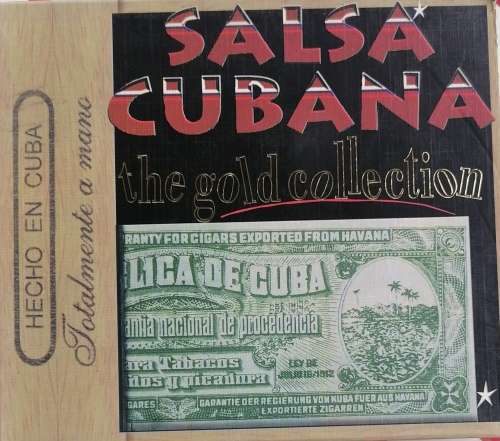 SALSA
CUBANA
the gold collection
HECHO EN CUBA
Totalmente a mano
RANTY FOR CIGARS EXPORTED FROM HAVANA
LICA DE CUBA
antia nacional de procedencia
ara Tabacos
dos y picadura
LEY DE
JULIO 16/1912
GARES
GARANTIE DER REGIERUNG VON KUBA FUER AUS HAVANA
EXPORTIERTE ZIGARREN